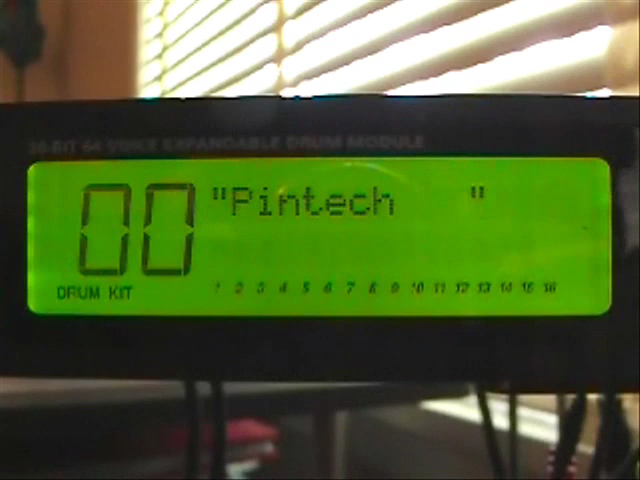 20-BIT 64 VOICE EXPANDABLE DRUM MODULE
00 "Pintech    "
DRUM KIT 1 2 3 4 5 6 7 8 9 10 11 12 13 14 15 16